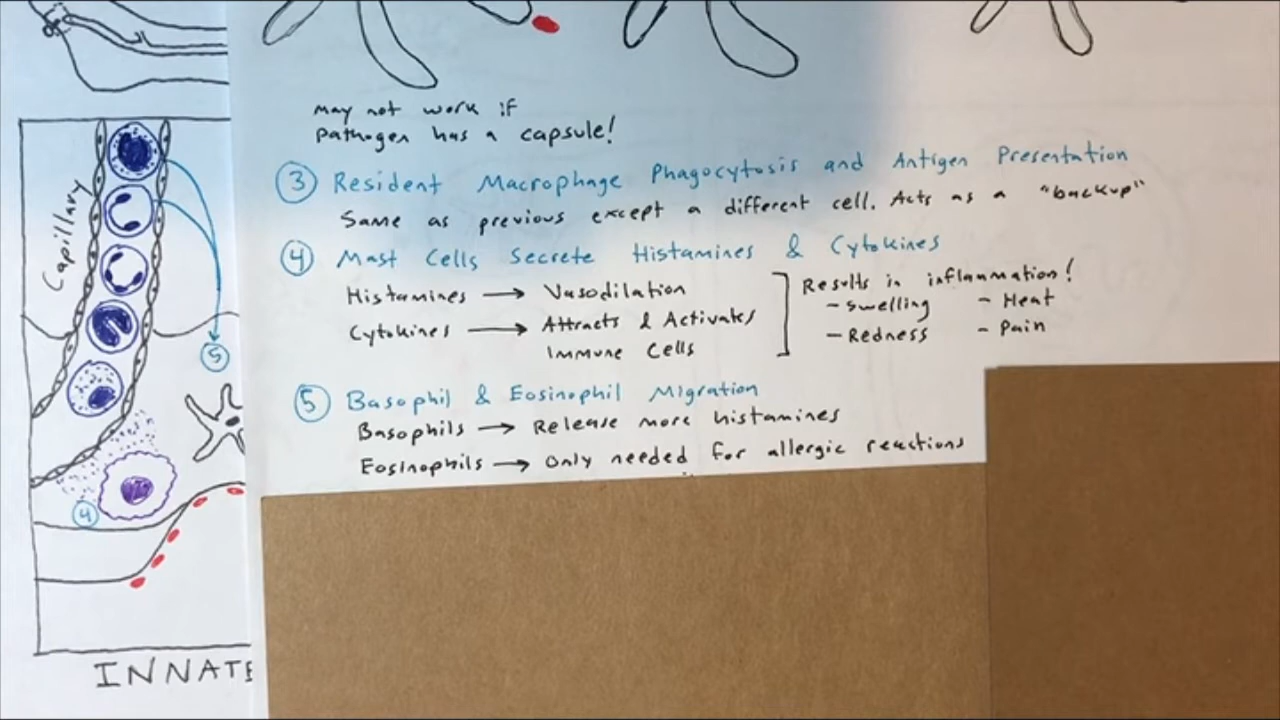 may not work if
pathogen has a capsule!
③ Resident Macrophage Phagocytosis and Antigen Presentation
Same as previous except a different cell. Acts as a "backup"
④ Mast Cells Secrete Histamines & Cytokines
Histamines → Vasodilation
Cytokines → Attracts & Activates
Immune Cells
Results in inflammation!
- Swelling - Heat
- Redness - Pain
⑤ Basophil & Eosinophil Migration
Basophils → Release more histamines
Eosinophils → Only needed for allergic reactions
Capillary
5
4
INNATE